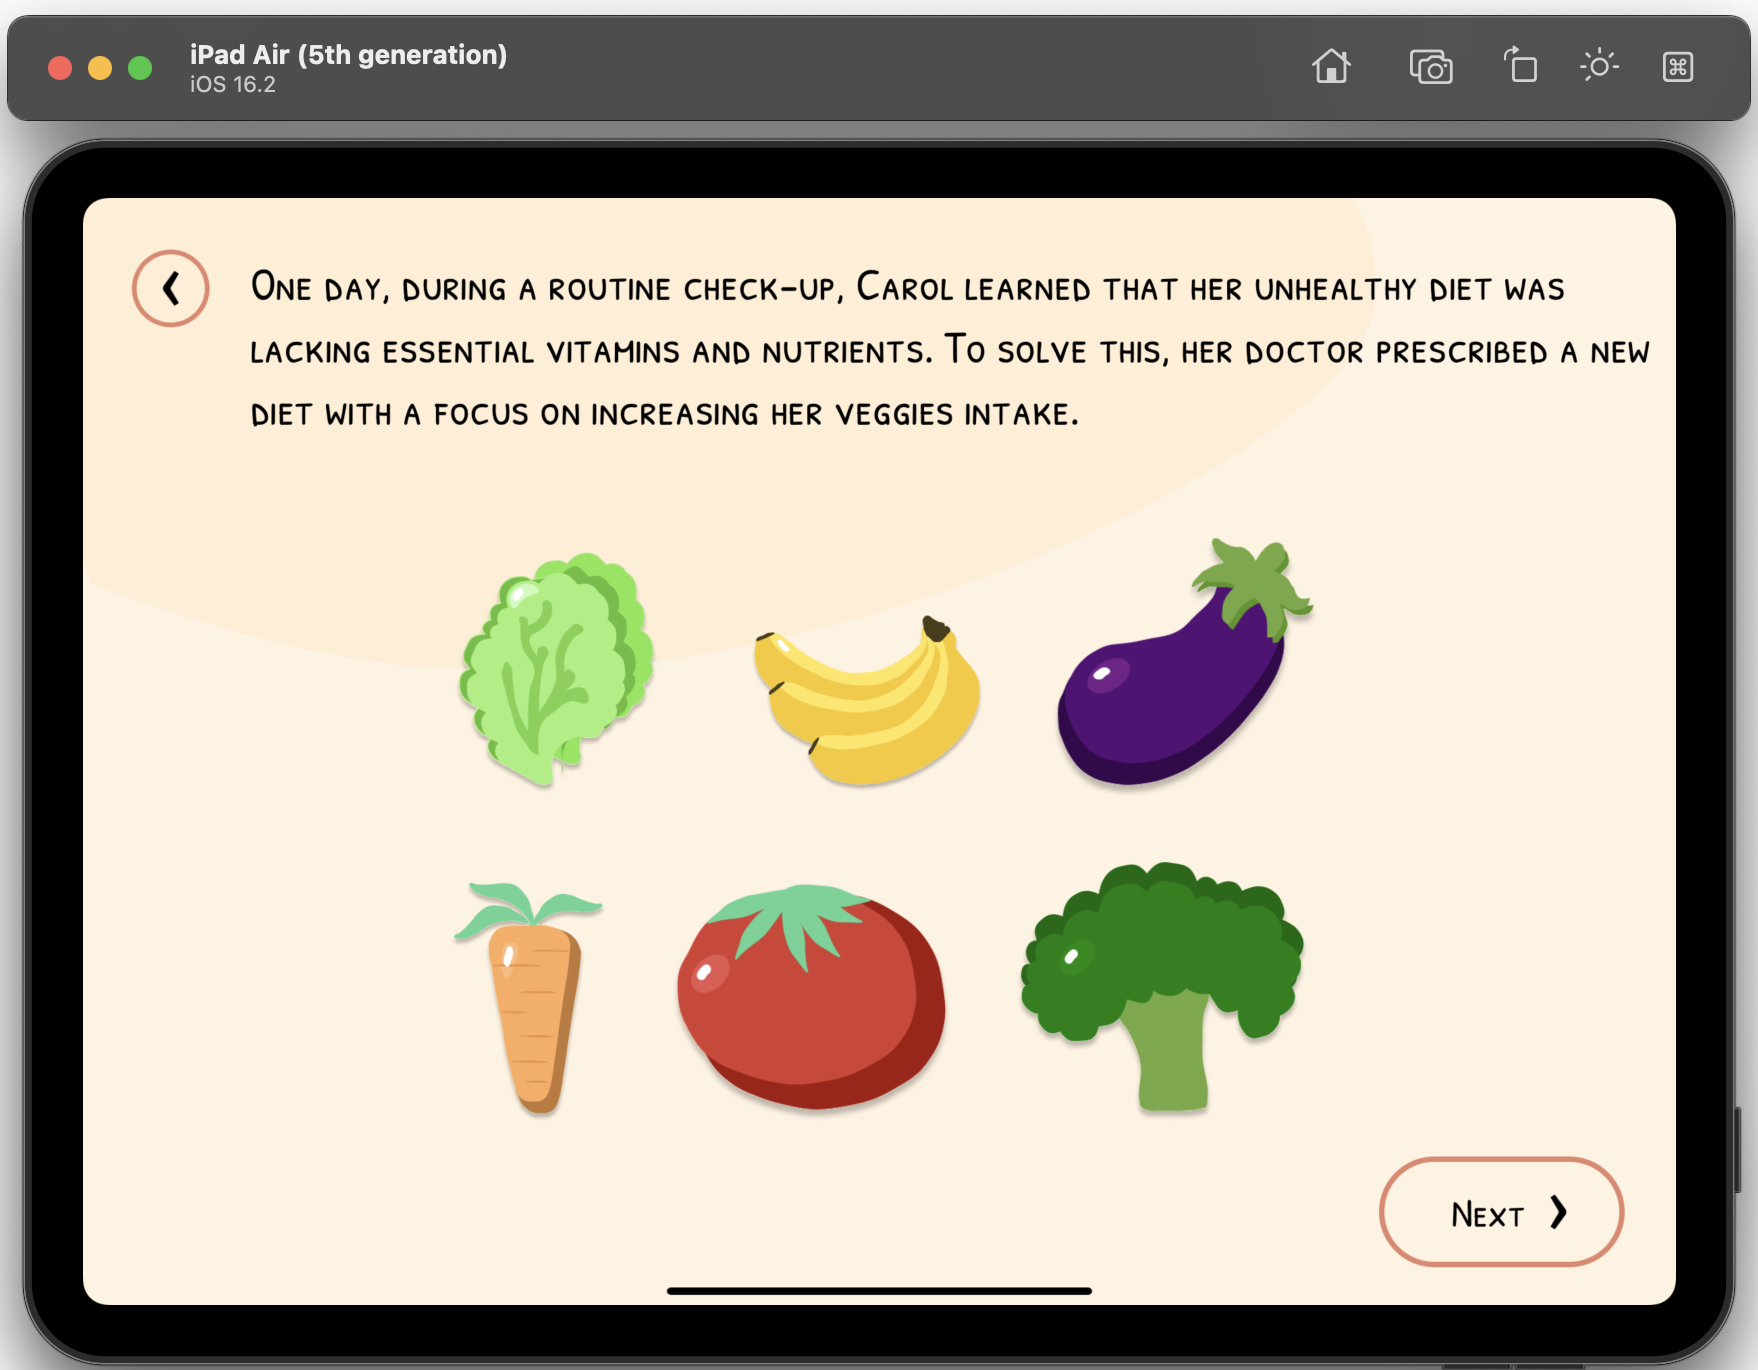 iPad Air (5th generation)
iOS 16.2
One day, during a routine check-up, Carol learned that her unhealthy diet was
lacking essential vitamins and nutrients. To solve this, her doctor prescribed a new
diet with a focus on increasing her veggies intake.
Next